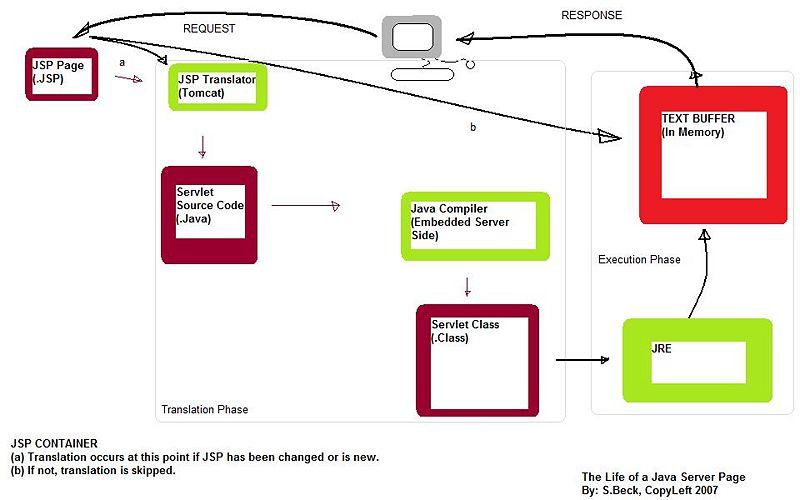 REQUEST
RESPONSE
JSP Page
(.JSP)
a
JSP Translator
(Tomcat)
b
TEXT BUFFER
(In Memory)
Servlet
Source Code
(.Java)
Java Compiler
(Embedded Server
Side)
Execution Phase
Servlet Class
(.Class)
JRE
Translation Phase
JSP CONTAINER
(a) Translation occurs at this point if JSP has been changed or is new.
(b) If not, translation is skipped.
The Life of a Java Server Page
By: S.Beck, CopyLeft 2007